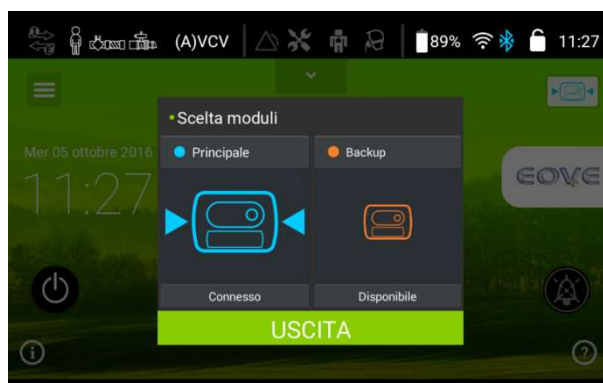 (A)VCV 89% 11:27
•Scelta moduli
Principale Backup
Mer 05 ottobre 2016
11:27
EOVE
Connesso Disponibile
USCITA
i ?